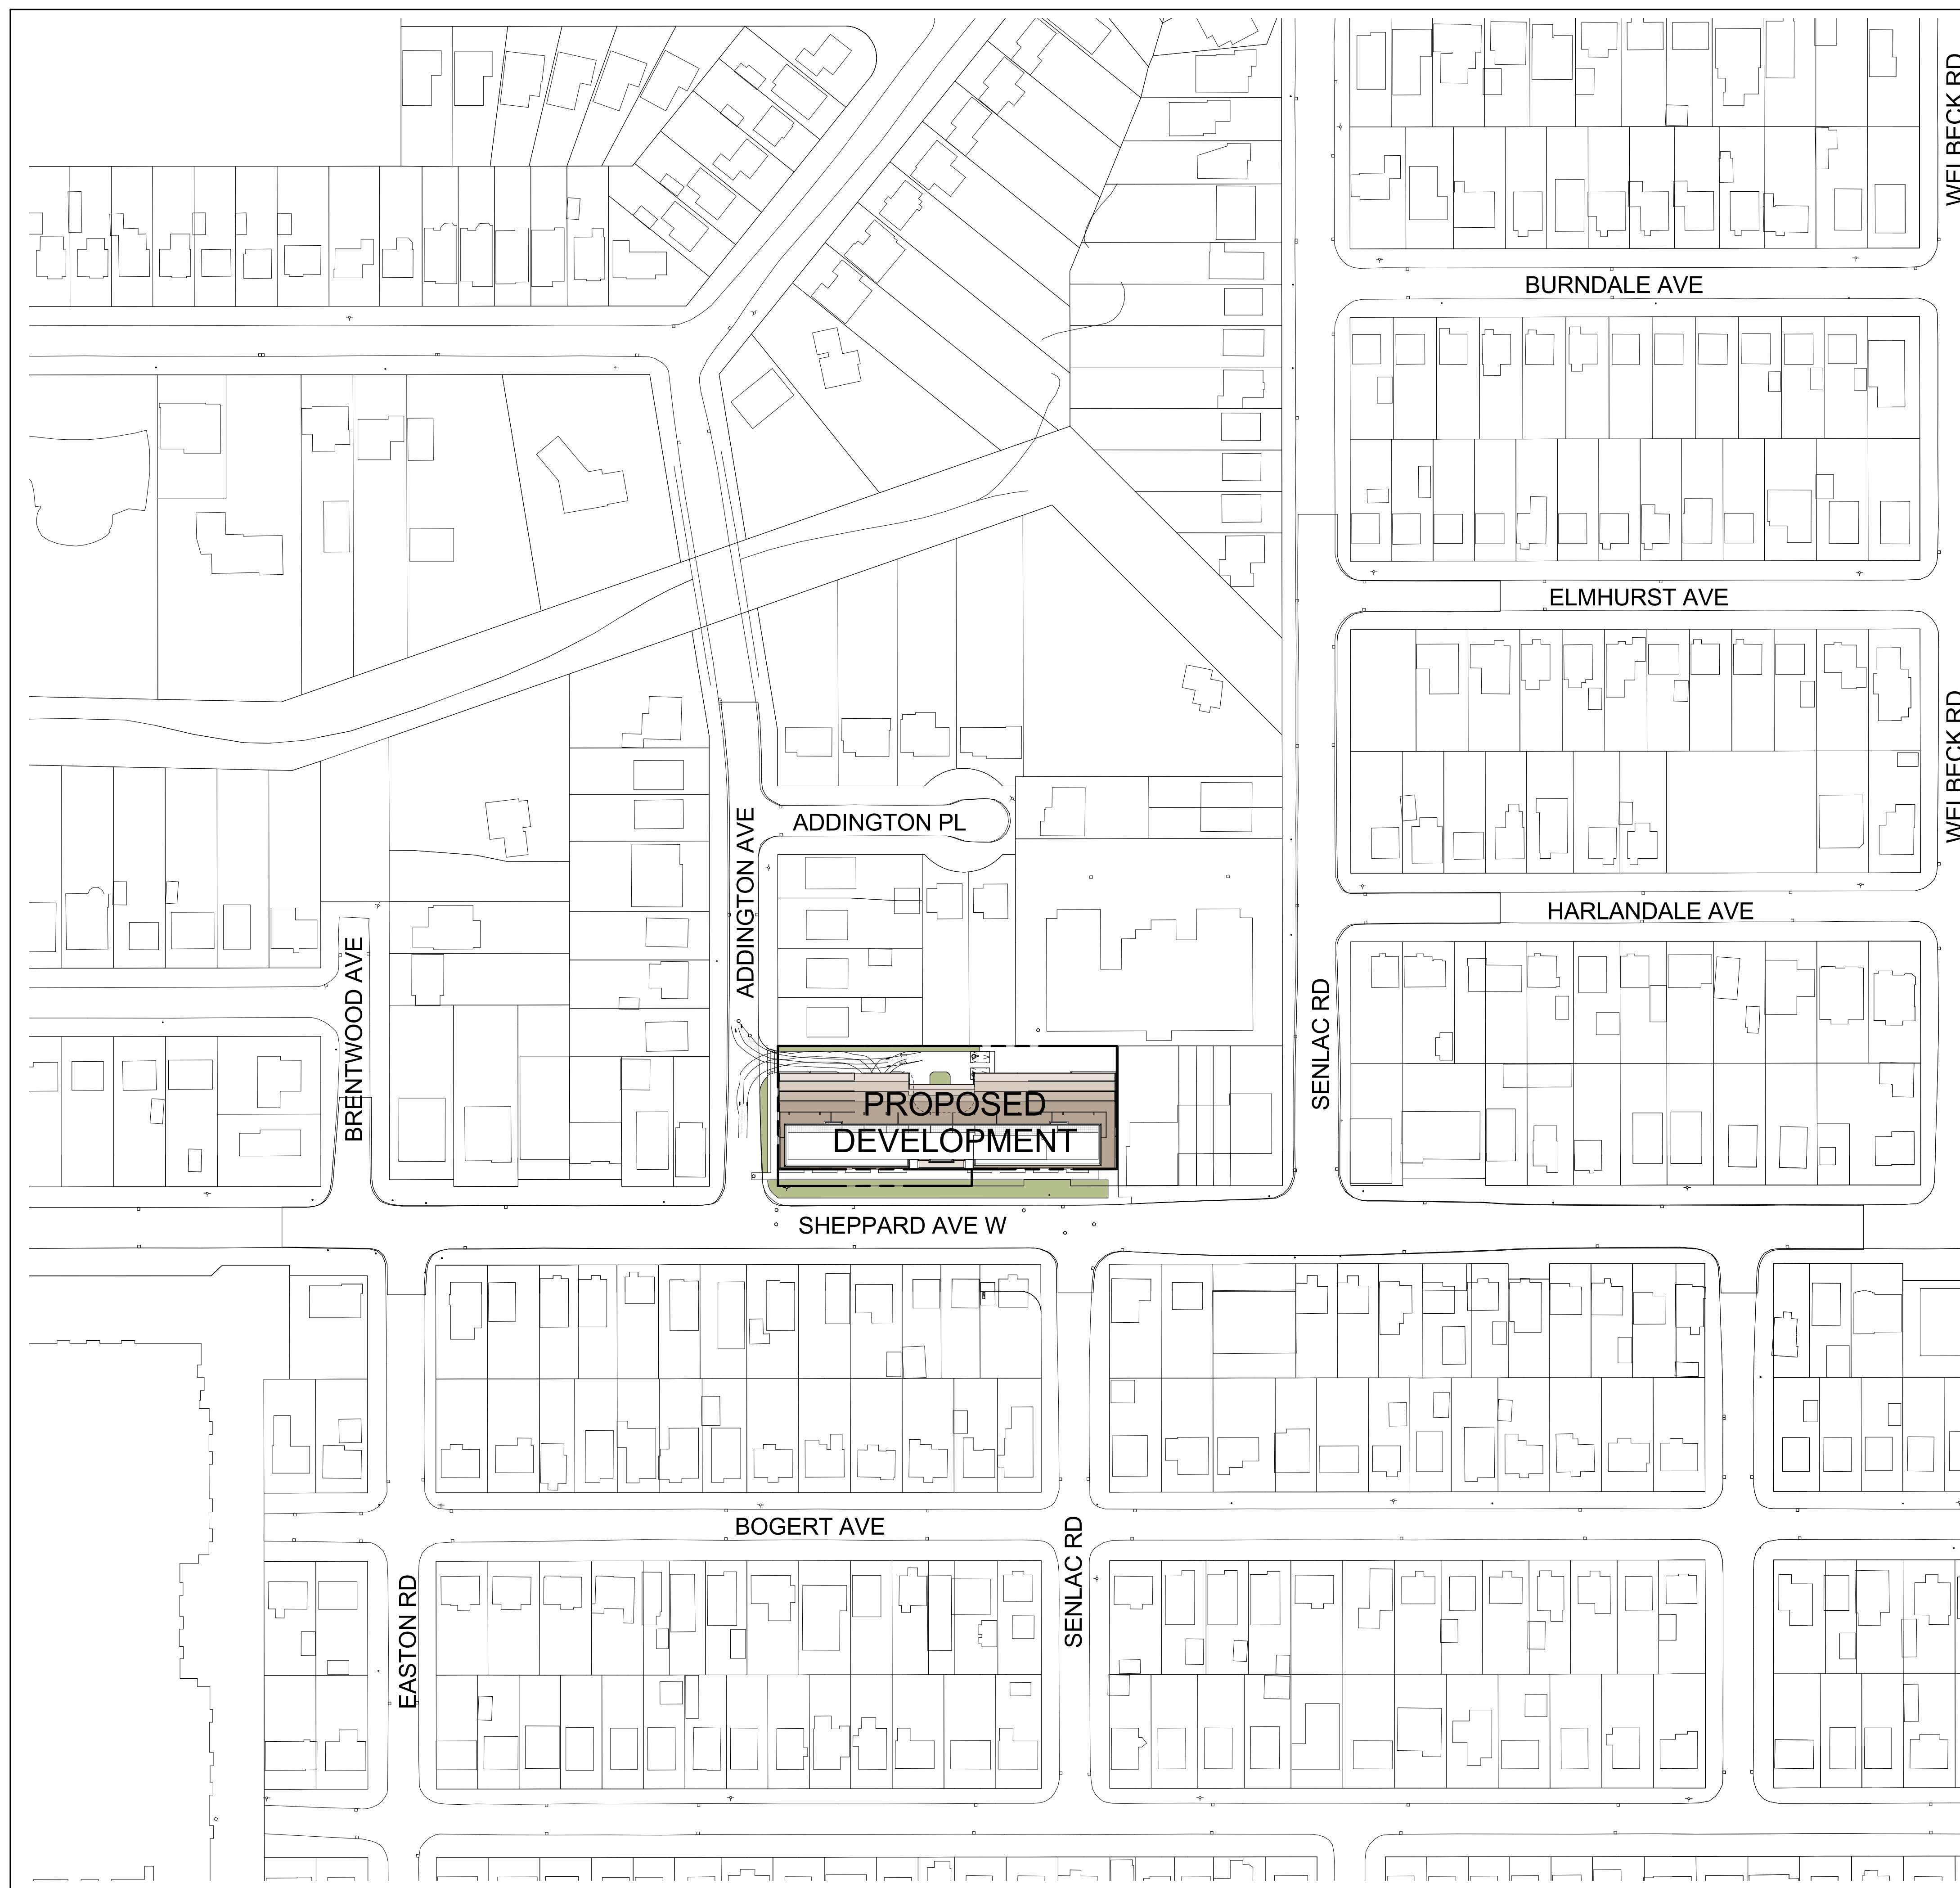 WELBECK RD
BURNDALE AVE
ELMHURST AVE
WELBECK RD
ADDINGTON PL
ADDINGTON AVE
HARLANDALE AVE
BRENTWOOD AVE
SENLAC RD
PROPOSED
DEVELOPMENT
SHEPPARD AVE W
BOGERT AVE
SENLAC RD
EASTON RD